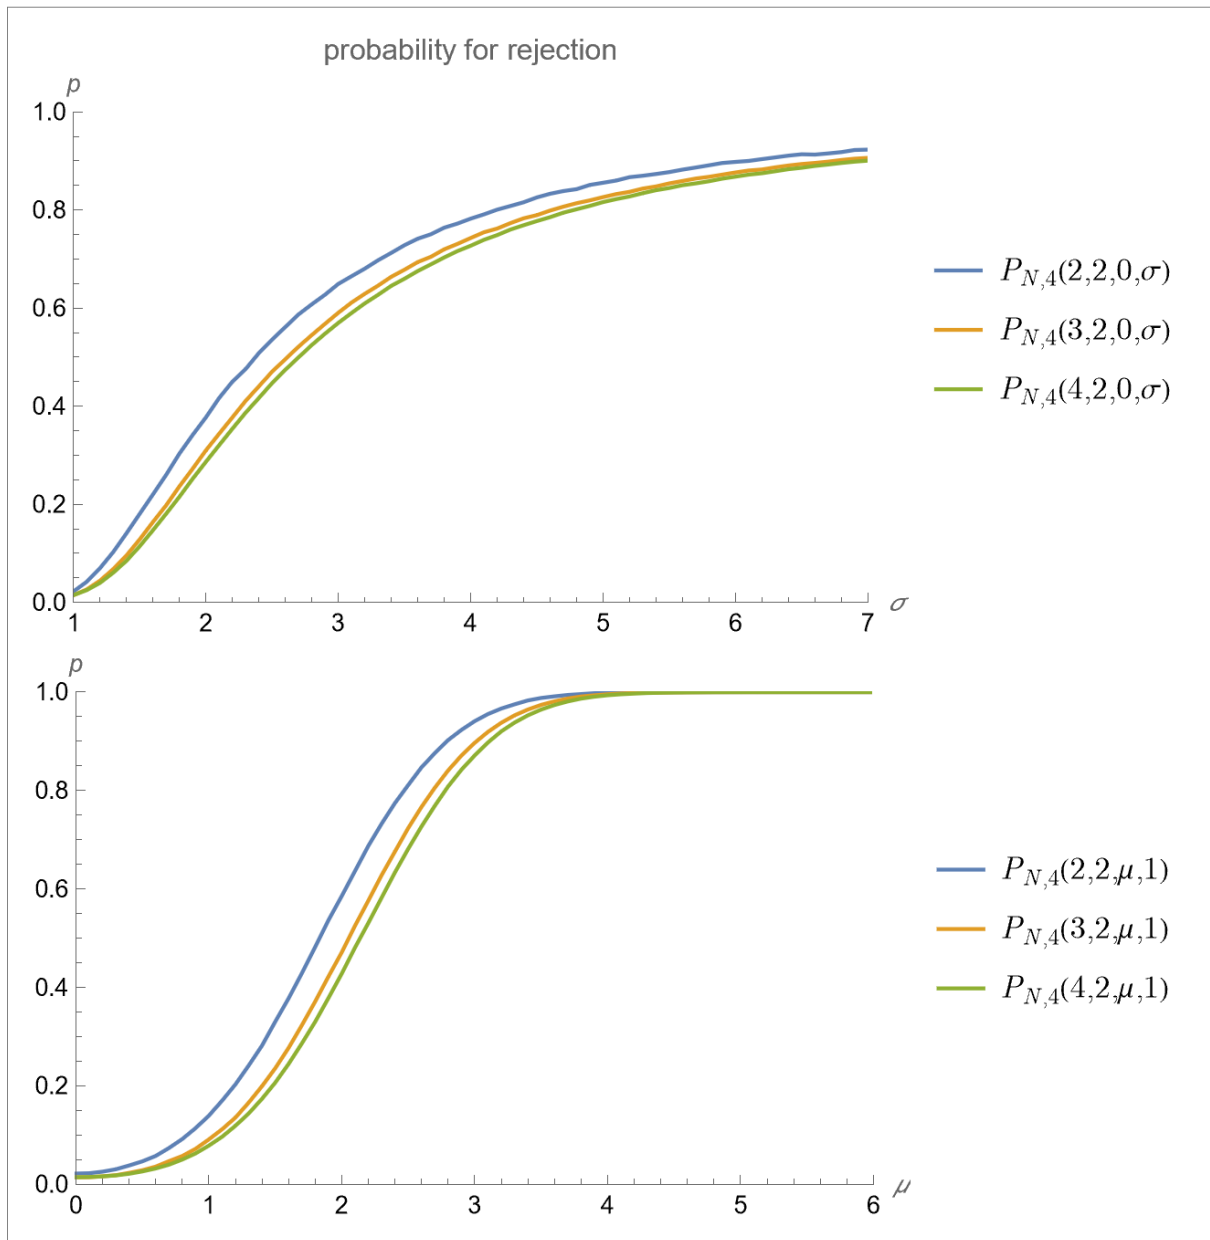 probability for rejection
p
1.0
0.8
0.6
0.4
0.2
0.0
1 2 3 4 5 6 7 σ
P_{N,4}(2,2,0,σ)
P_{N,4}(3,2,0,σ)
P_{N,4}(4,2,0,σ)
p
1.0
0.8
0.6
0.4
0.2
0.0
0 1 2 3 4 5 6 μ
P_{N,4}(2,2,μ,1)
P_{N,4}(3,2,μ,1)
P_{N,4}(4,2,μ,1)